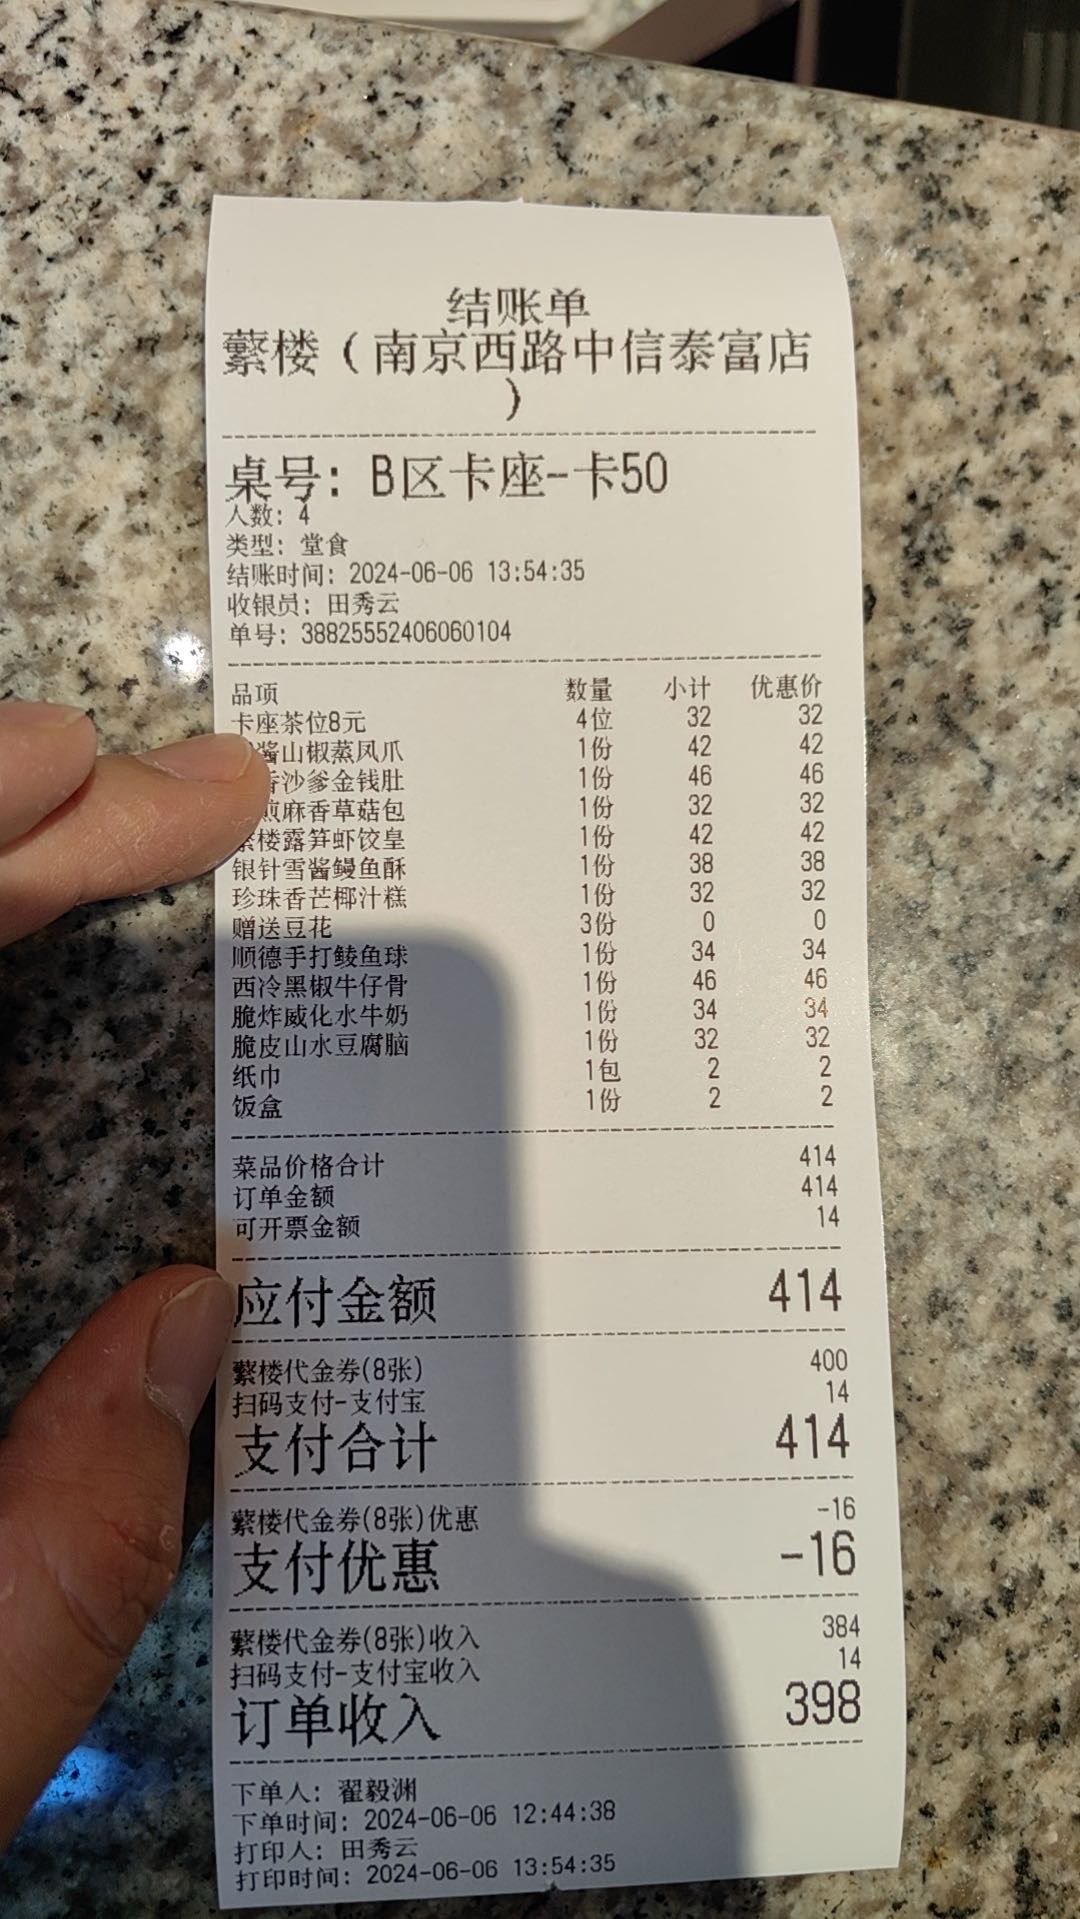 结账单
蘩楼（南京西路中信泰富店
）
桌号：B区卡座-卡50
人数：4
类型：堂食
结账时间：2024-06-06 13:54:35
收银员：田秀云
单号：38825552406060104
品项 数量 小计 优惠价
卡座茶位8元 4位 32 32
酱山椒蒸凤爪 1份 42 42
香沙爹金钱肚 1份 46 46
煎麻香草菇包 1份 32 32
蘩楼露笋虾饺皇 1份 42 42
银针雪酱鳗鱼酥 1份 38 38
珍珠香芒椰汁糕 1份 32 32
赠送豆花 3份 0 0
顺德手打鲮鱼球 1份 34 34
西冷黑椒牛仔骨 1份 46 46
脆炸威化水牛奶 1份 34 34
脆皮山水豆腐脑 1份 32 32
纸巾 1包 2 2
饭盒 1份 2 2
菜品价格合计 414
订单金额 414
可开票金额 14
应付金额 414
蘩楼代金券(8张) 400
扫码支付-支付宝 14
支付合计 414
蘩楼代金券(8张)优惠 -16
支付优惠 -16
蘩楼代金券(8张)收入 384
扫码支付-支付宝收入 14
订单收入 398
下单人：翟毅渊
下单时间：2024-06-06 12:44:38
打印人：田秀云
打印时间：2024-06-06 13:54:35